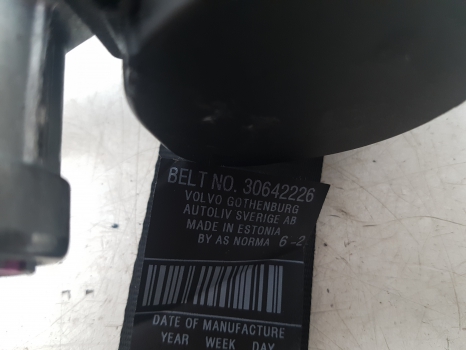 BELT NO. 30642226
VOLVO GOTHENBURG
AUTOLIV SVERIGE AB
MADE IN ESTONIA
BY AS NORMA 6-2
DATE OF MANUFACTURE
YEAR WEEK DAY